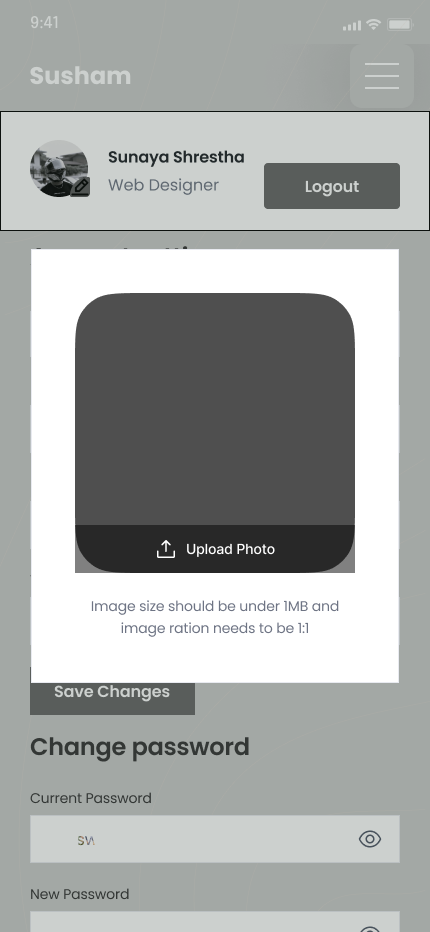 9:41
Susham
Sunaya Shrestha
Web Designer
Logout
Upload Photo
Image size should be under 1MB and
image ration needs to be 1:1
Save Changes
Change password
Current Password
New Password